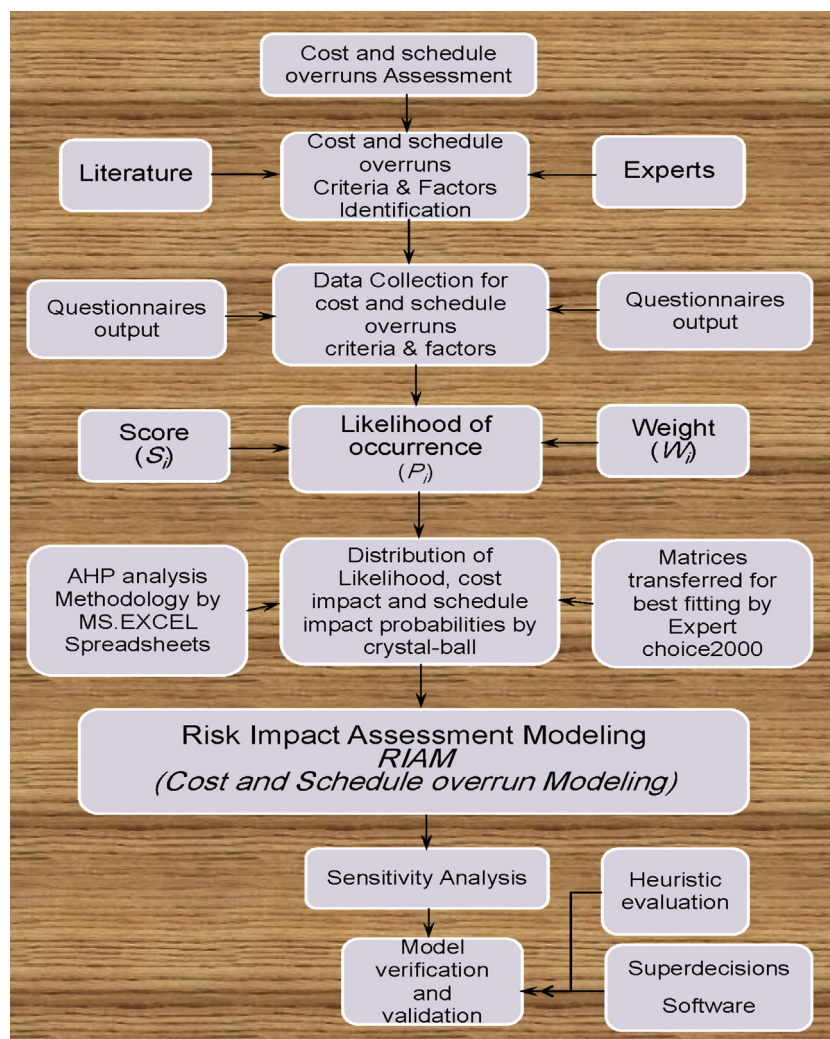 Cost and schedule
overruns Assessment
Literature
Cost and schedule
overruns
Criteria & Factors
Identification
Experts
Questionnaires
output
Data Collection for
cost and schedule
overruns
criteria & factors
Questionnaires
output
Score
(Si)
Likelihood of
occurrence
(Pi)
Weight
(Wi)
AHP analysis
Methodology by
MS.EXCEL
Spreadsheets
Distribution of
Likelihood, cost
impact and schedule
impact probabilities by
crystal-ball
Matrices
transferred for
best fitting by
Expert
choice2000
Risk Impact Assessment Modeling
RIAM
(Cost and Schedule overrun Modeling)
Sensitivity Analysis
Heuristic
evaluation
Model
verification
and
validation
Superdecisions
Software